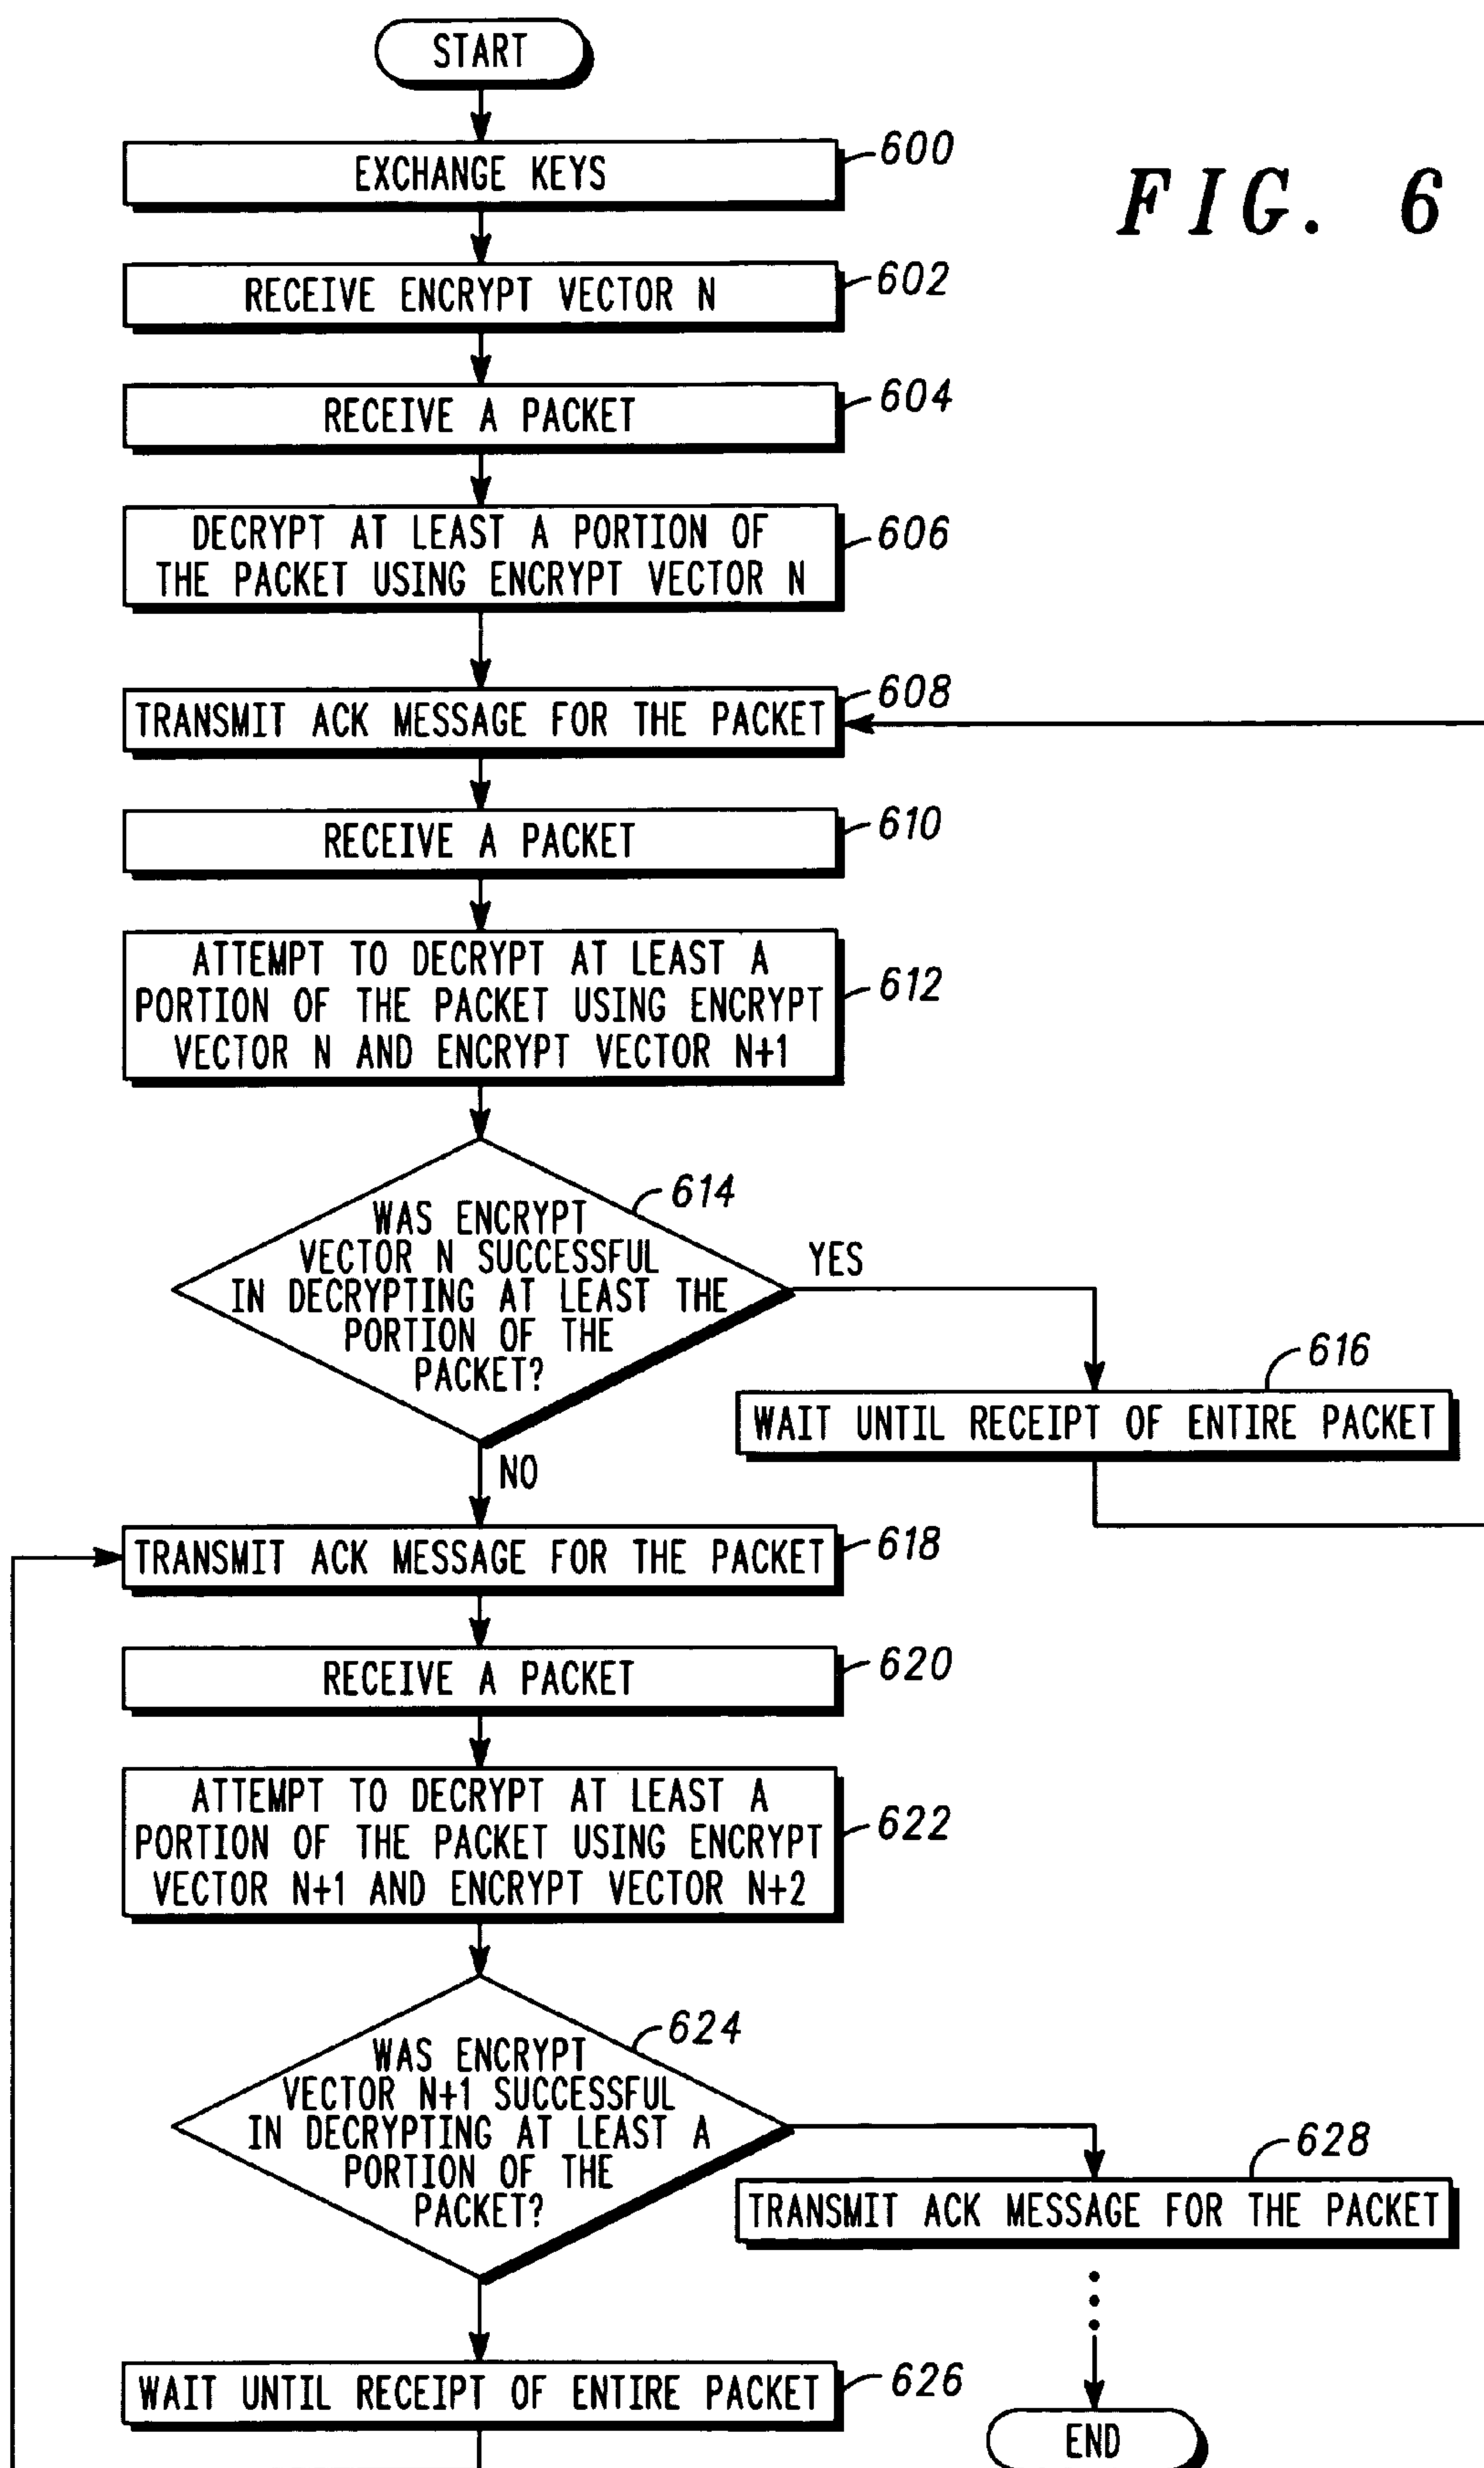 START
EXCHANGE KEYS
600
FIG. 6
RECEIVE ENCRYPT VECTOR N
602
RECEIVE A PACKET
604
DECRYPT AT LEAST A PORTION OF
THE PACKET USING ENCRYPT VECTOR N
606
TRANSMIT ACK MESSAGE FOR THE PACKET
608
RECEIVE A PACKET
610
ATTEMPT TO DECRYPT AT LEAST A
PORTION OF THE PACKET USING ENCRYPT
VECTOR N AND ENCRYPT VECTOR N+1
612
WAS ENCRYPT
VECTOR N SUCCESSFUL
IN DECRYPTING AT LEAST THE
PORTION OF THE
PACKET?
614
YES
616
WAIT UNTIL RECEIPT OF ENTIRE PACKET
NO
TRANSMIT ACK MESSAGE FOR THE PACKET
618
RECEIVE A PACKET
620
ATTEMPT TO DECRYPT AT LEAST A
PORTION OF THE PACKET USING ENCRYPT
VECTOR N+1 AND ENCRYPT VECTOR N+2
622
WAS ENCRYPT
VECTOR N+1 SUCCESSFUL
IN DECRYPTING AT LEAST A
PORTION OF THE
PACKET?
624
628
TRANSMIT ACK MESSAGE FOR THE PACKET
WAIT UNTIL RECEIPT OF ENTIRE PACKET
626
END